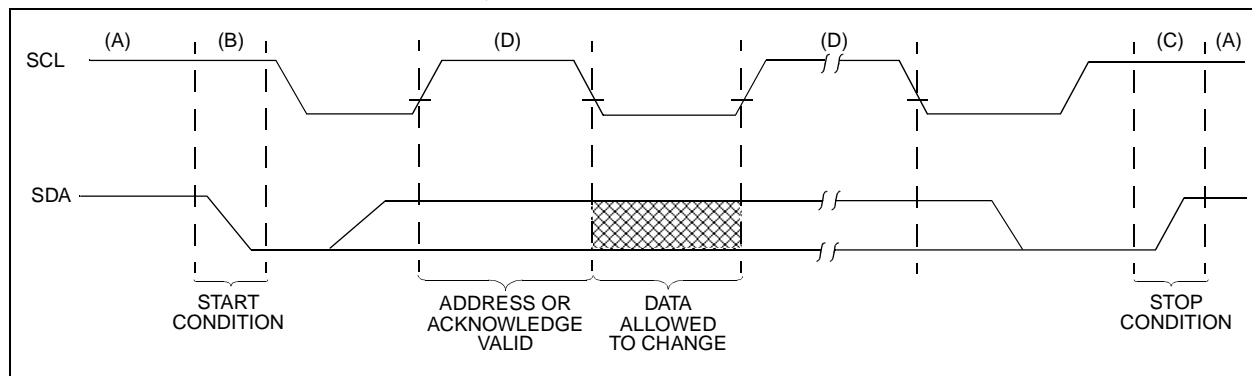 (A) (B) (D) (D) (C) (A)
SCL
SDA
START
CONDITION
ADDRESS OR
ACKNOWLEDGE
VALID
DATA
ALLOWED
TO CHANGE
STOP
CONDITION